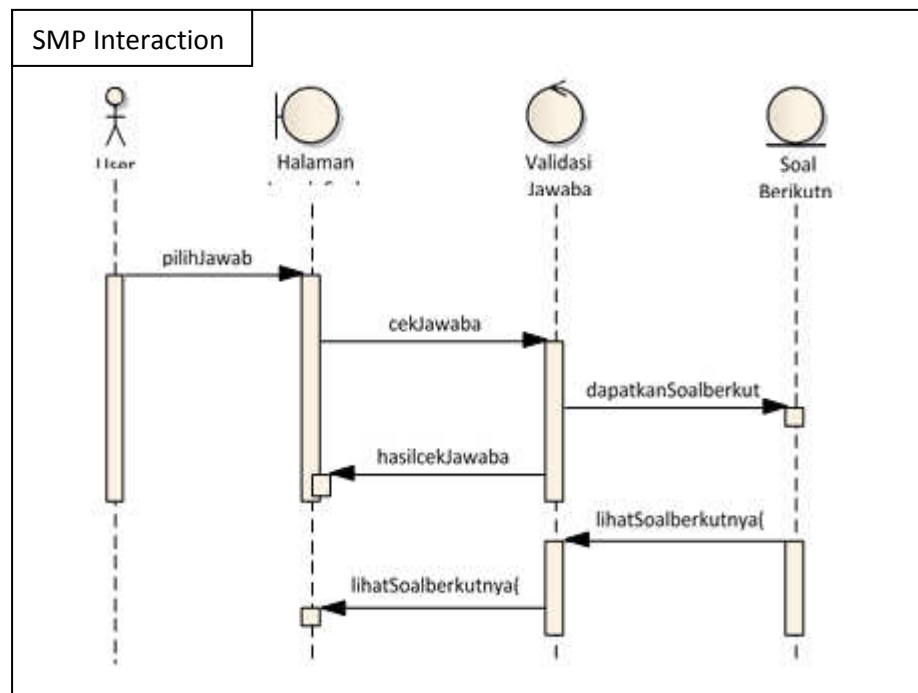 SMP Interaction
Halaman
Validasi
Jawaba
Soal
Berikutn
pilihJawab
cekJawaba
dapatkanSoalberkut
hasilcekJawaba
lihatSoalberkutnya(
lihatSoalberkutnya(